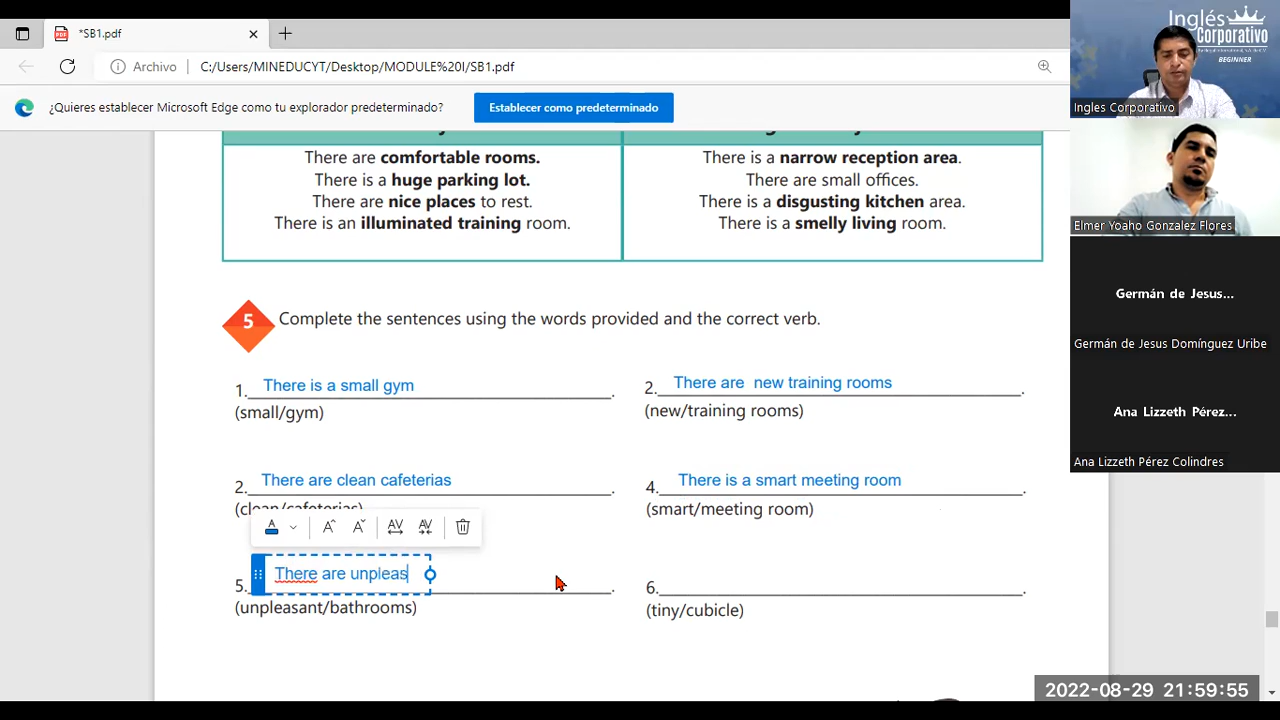 *SB1.pdf
Archivo
C:/Users/MINEDUCYT/Desktop/MODULE%20I/SB1.pdf
¿Quieres establecer Microsoft Edge como tu explorador predeterminado?
Establecer como predeterminado
There are comfortable rooms.
There is a huge parking lot.
There are nice places to rest.
There is an illuminated training room.
There is a narrow reception area.
There are small offices.
There is a disgusting kitchen area.
There is a smelly living room.
5
Complete the sentences using the words provided and the correct verb.
1. There is a small gym.
(small/gym)
2. There are new training rooms.
(new/training rooms)
2. There are clean cafeterias.
(clean/cafeterias)
4. There is a smart meeting room.
(smart/meeting room)
5. There are unpleas.
(unpleasant/bathrooms)
6. .
(tiny/cubicle)
Inglés
Corporativo
BEGINNER
Ingles Corporativo
Elmer Yoaho Gonzalez Flores
Germán de Jesus...
Germán de Jesus Domínguez Uribe
Ana Lizzeth Pérez...
Ana Lizzeth Pérez Colindres
2022-08-29 21:59:55